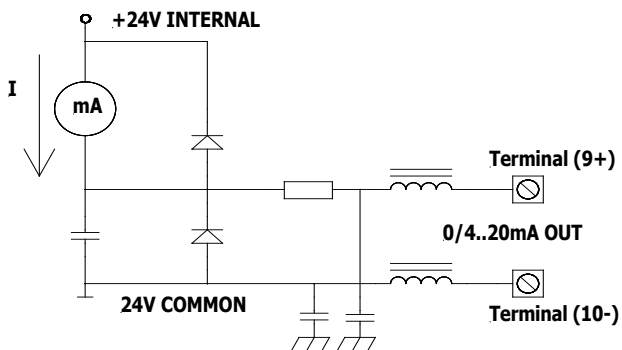 +24V INTERNAL
I
mA
Terminal (9+)
0/4..20mA OUT
24V COMMON
Terminal (10-)